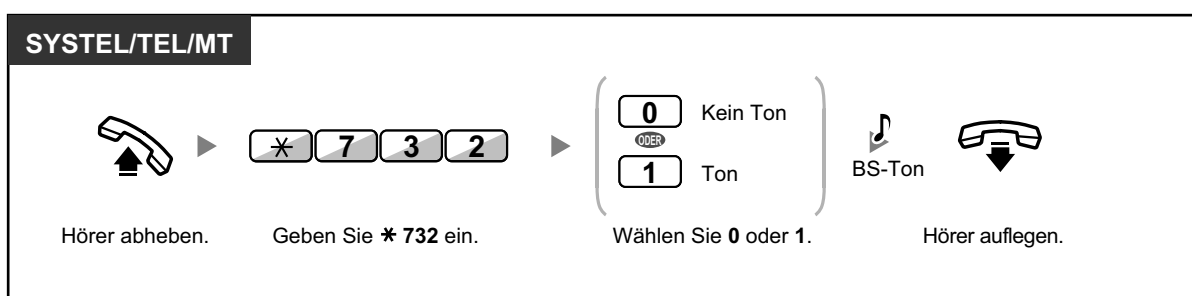 SYSTEL/TEL/MT
✱ 7 3 2
0 Kein Ton
ODER
1 Ton
BS-Ton
Hörer abheben.
Geben Sie ✱ 732 ein.
Wählen Sie 0 oder 1.
Hörer auflegen.